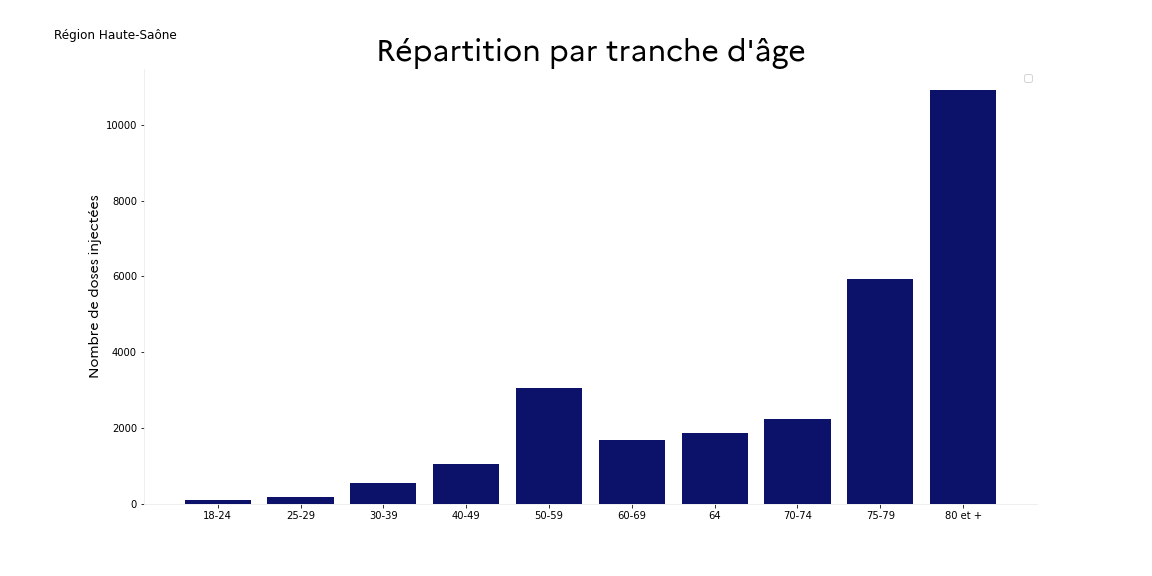 Région Haute-Saône
Répartition par tranche d'âge
Nombre de doses injectées
10000
8000
6000
4000
2000
0
18-24 25-29 30-39 40-49 50-59 60-69 64 70-74 75-79 80 et +